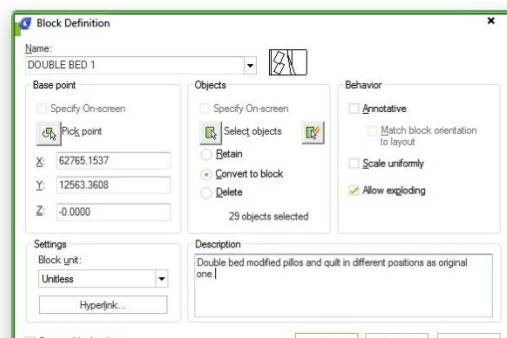 Block Definition
Name:
DOUBLE BED 1
Base point
Specify On-screen
Pick point
X: 62765.1537
Y: 12563.3608
Z: -0.0000
Objects
Specify On-screen
Select objects
Retain
Convert to block
Delete
29 objects selected
Behavior
Annotative
Match block orientation
to layout
Scale uniformly
Allow exploding
Settings
Block unit:
Unitless
Hyperlink...
Description
Double bed modified pillos and quilt in different positions as original
one.